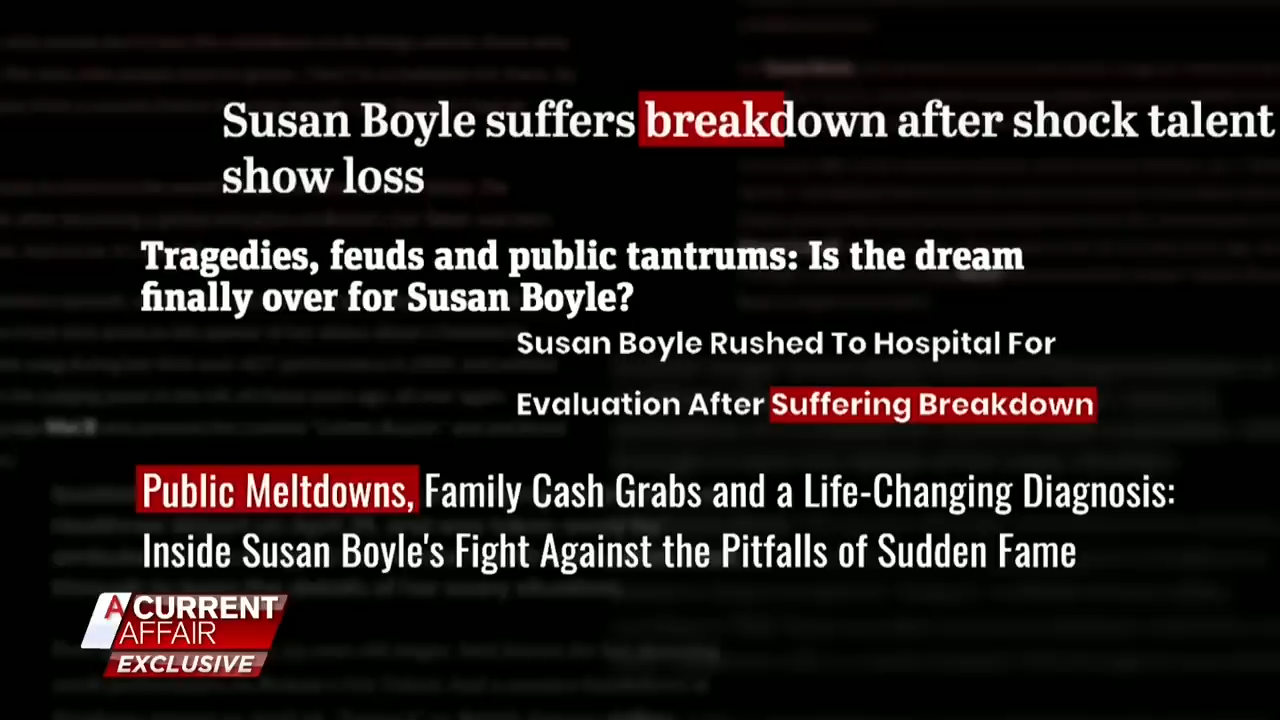 Susan Boyle suffers breakdown after shock talent
show loss
Tragedies, feuds and public tantrums: Is the dream
finally over for Susan Boyle?
Susan Boyle Rushed To Hospital For
Evaluation After Suffering Breakdown
Public Meltdowns, Family Cash Grabs and a Life-Changing Diagnosis:
Inside Susan Boyle's Fight Against the Pitfalls of Sudden Fame
A CURRENT
AFFAIR
EXCLUSIVE